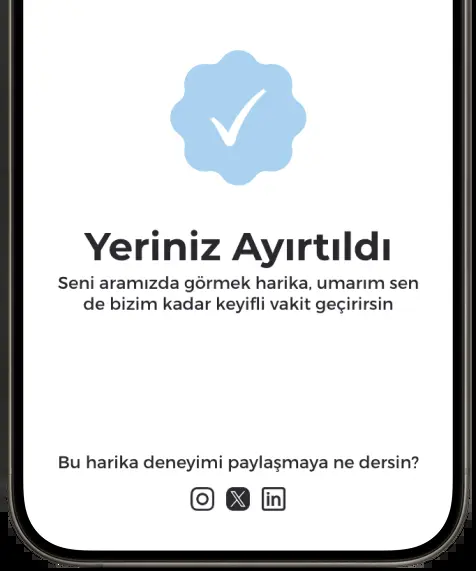 Yeriniz Ayırtıldı
Seni aramızda görmek harika, umarım sen
de bizim kadar keyifli vakit geçirirsin
Bu harika deneyimi paylaşmaya ne dersin?